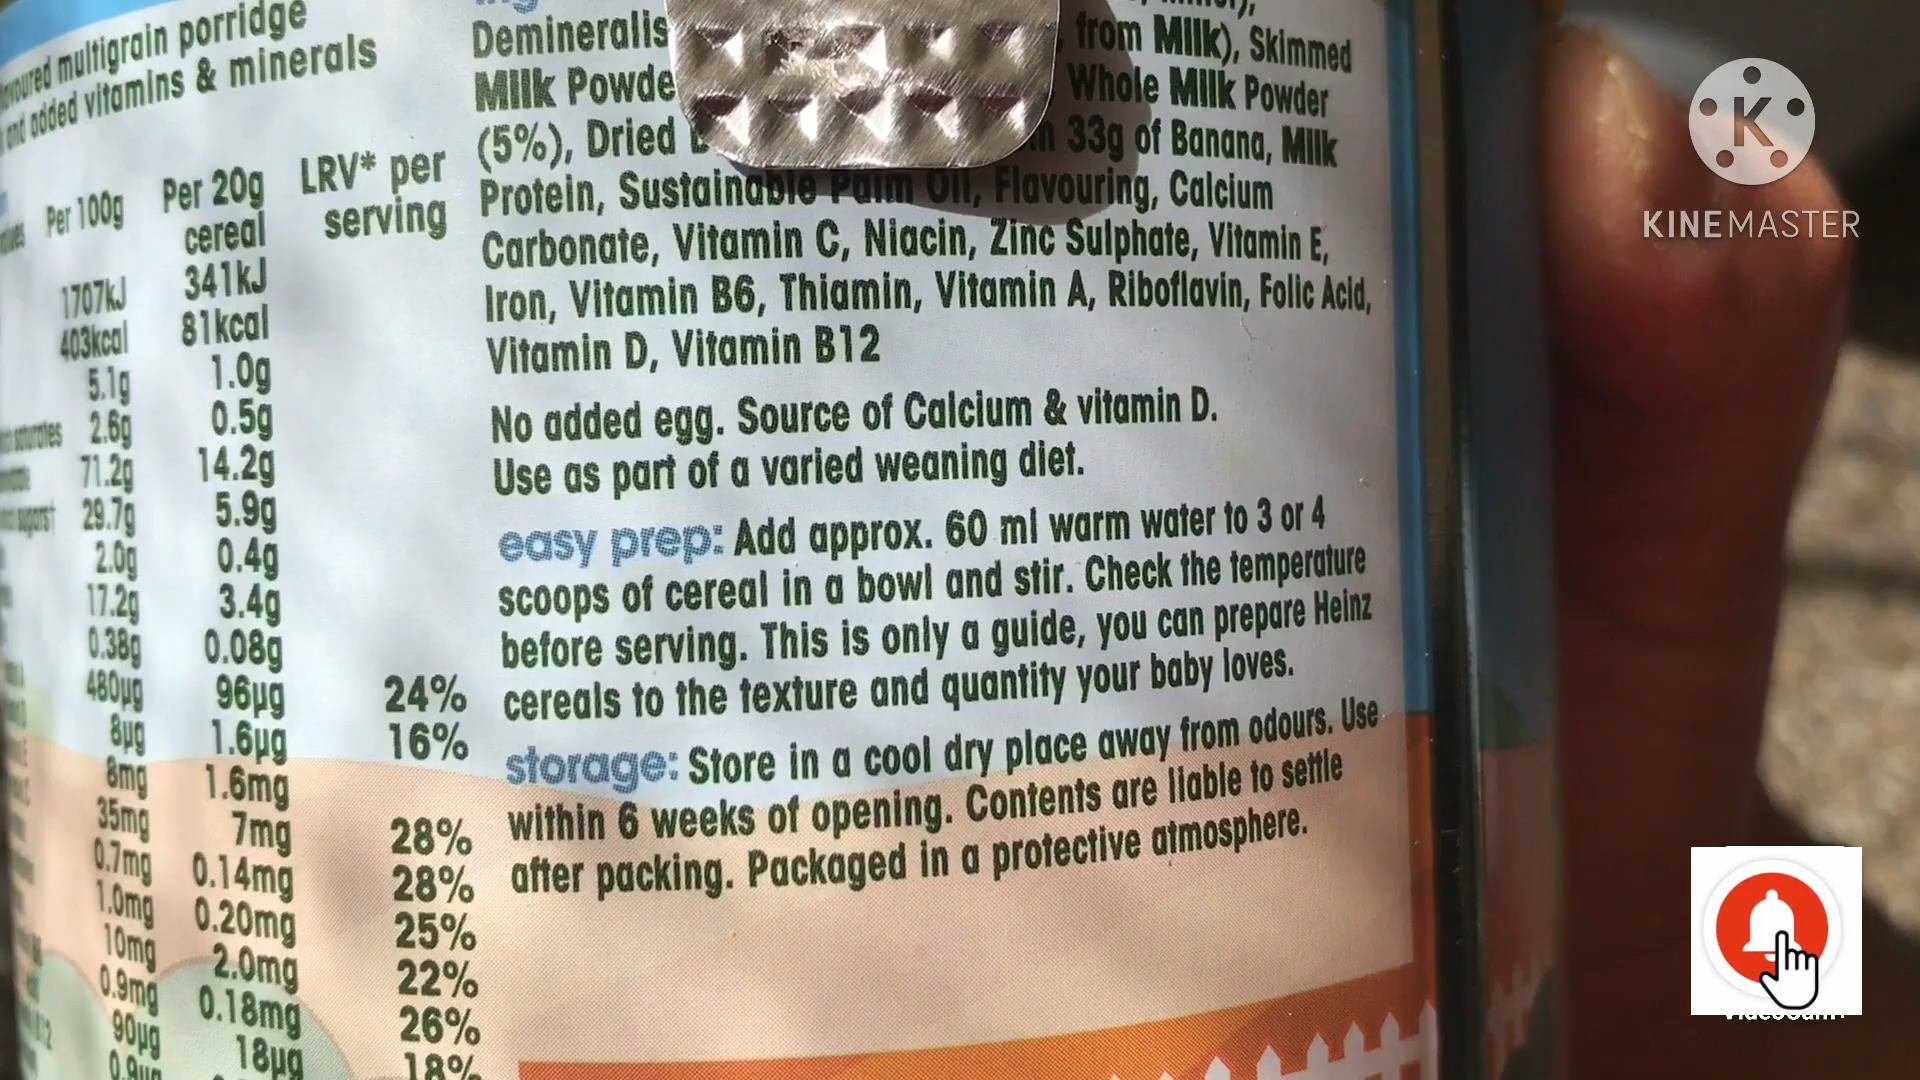 multigrain porridge
added vitamins & minerals
Per 100g Per 20g cereal LRV* per serving
1707kJ 341kJ
403kcal 81kcal
5.1g 1.0g
2.6g 0.5g
71.2g 14.2g
29.7g 5.9g
2.0g 0.4g
17.2g 3.4g
0.38g 0.08g
480µg 96µg 24%
8µg 1.6µg 16%
8mg 1.6mg
35mg 7mg 28%
0.7mg 0.14mg 28%
1.0mg 0.20mg 25%
10mg 2.0mg 22%
0.9mg 0.18mg 26%
90µg 18µg 18%
from Milk), Skimmed
Milk Whole Milk Powder
(5%), Dried 33g of Banana, Milk
Protein, Sustainable Palm Oil, Flavouring, Calcium
Carbonate, Vitamin C, Niacin, Zinc Sulphate, Vitamin E,
Iron, Vitamin B6, Thiamin, Vitamin A, Riboflavin, Folic Acid,
Vitamin D, Vitamin B12
No added egg. Source of Calcium & vitamin D.
Use as part of a varied weaning diet.
easy prep: Add approx. 60 ml warm water to 3 or 4
scoops of cereal in a bowl and stir. Check the temperature
before serving. This is only a guide, you can prepare Heinz
cereals to the texture and quantity your baby loves.
storage: Store in a cool dry place away from odours. Use
within 6 weeks of opening. Contents are liable to settle
after packing. Packaged in a protective atmosphere.
K
KINEMASTER